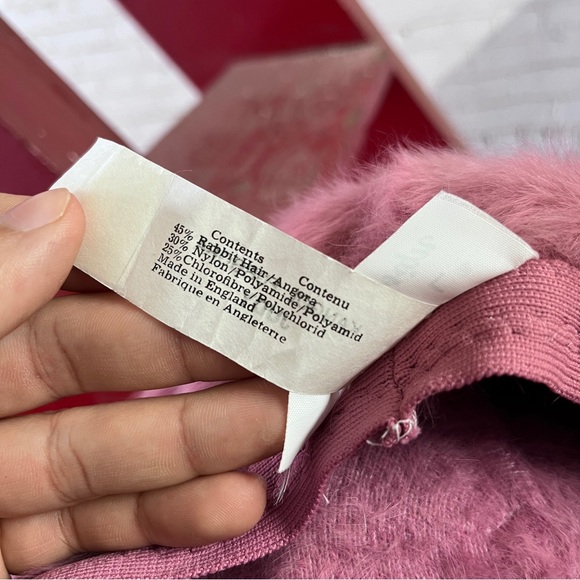 Contents Contenu
45% Rabbit Hair/Angora
30% Nylon/Polyamide/Polyamid
25% Chlorofibre/Polychlorid
Made in England
Fabrique en Angleterre